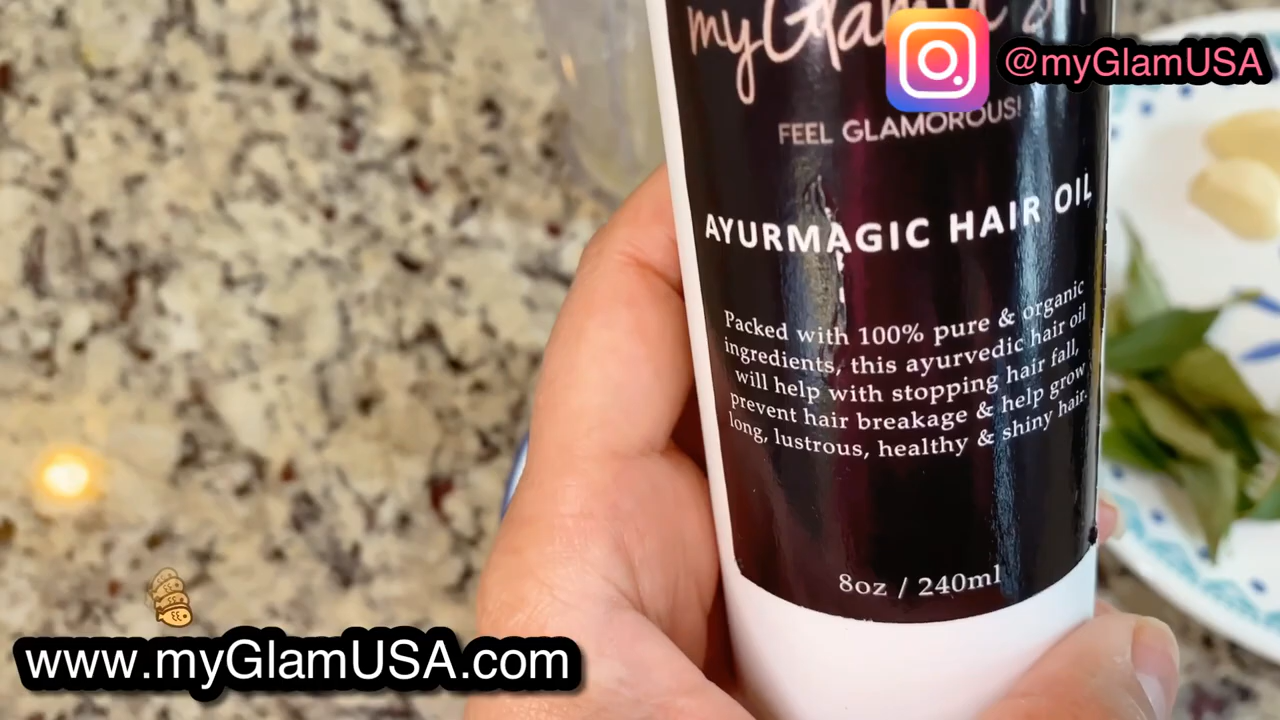 @myGlamUSA
FEEL GLAMOROUS!
AYURMAGIC HAIR OIL
Packed with 100% pure & organic
ingredients, this ayurvedic hair oil
will help with stopping hair fall,
prevent hair breakage & help grow
long, lustrous, healthy & shiny hair.
8oz / 240ml
www.myGlamUSA.com